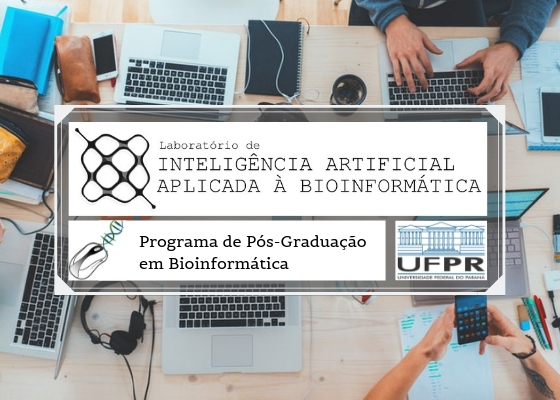 Laboratório de
INTELIGÊNCIA ARTIFICIAL
APLICADA À BIOINFORMÁTICA
Programa de Pós-Graduação
em Bioinformática
UFPR
UNIVERSIDADE FEDERAL DO PARANÁ